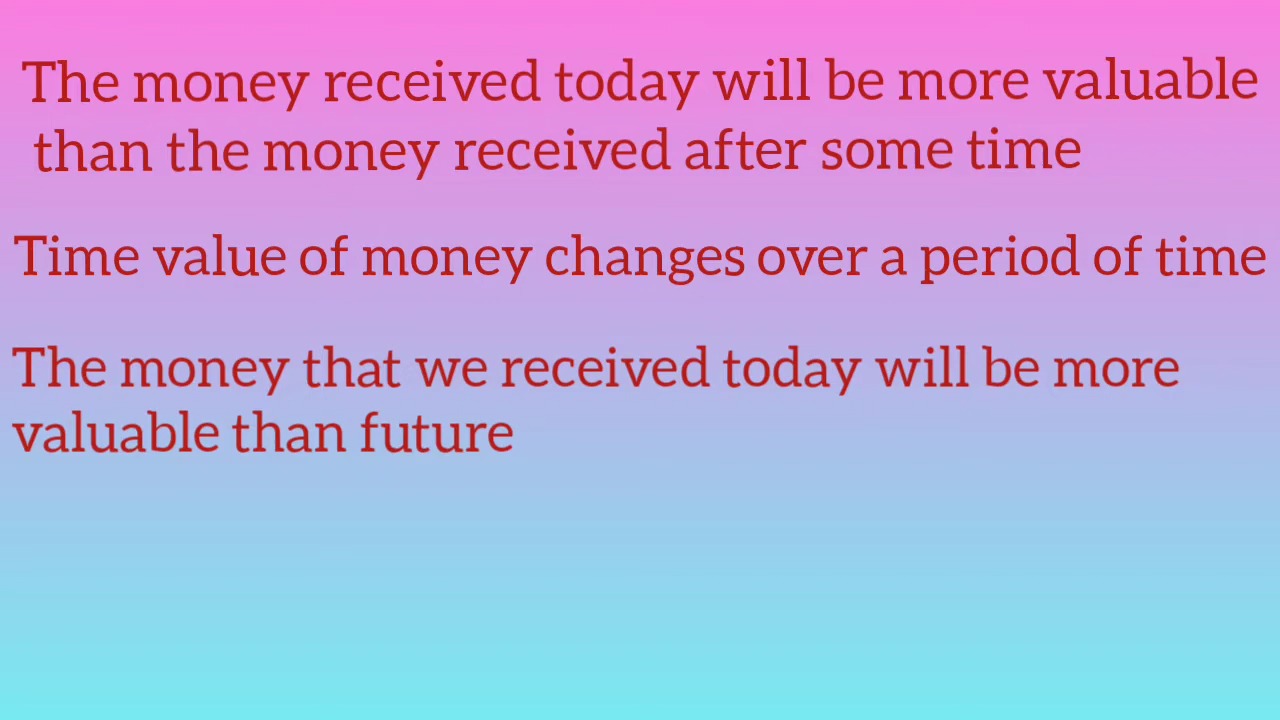 The money received today will be more valuable
than the money received after some time
Time value of money changes over a period of time
The money that we received today will be more
valuable than future